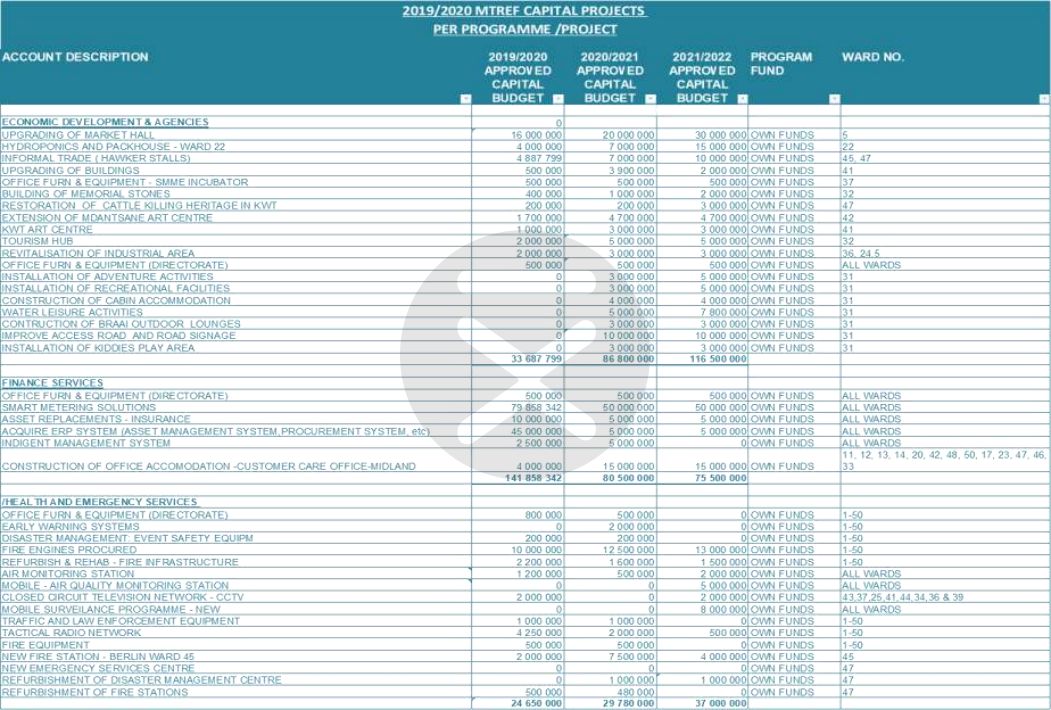 2019/2020 MTREF CAPITAL PROJECTS
PER PROGRAMME /PROJECT
ACCOUNT DESCRIPTION 2019/2020 APPROVED CAPITAL BUDGET 2020/2021 APPROVED CAPITAL BUDGET 2021/2022 APPROVED CAPITAL BUDGET PROGRAM FUND WARD NO.
ECONOMIC DEVELOPMENT & AGENCIES 0
UPGRADING OF MARKET HALL 16 000 000 20 000 000 30 000 000 OWN FUNDS 5
HYDROPONICS AND PACKHOUSE - WARD 22 4 000 000 7 000 000 15 000 000 OWN FUNDS 22
INFORMAL TRADE ( HAWKER STALLS) 4 887 799 7 000 000 10 000 000 OWN FUNDS 45, 47
UPGRADING OF BUILDINGS 500 000 3 900 000 2 000 000 OWN FUNDS 41
OFFICE FURN & EQUIPMENT - SMME INCUBATOR 500 000 500 000 500 000 OWN FUNDS 37
BUILDING OF MEMORIAL STONES 400 000 1 000 000 2 000 000 OWN FUNDS 32
RESTORATION OF CATTLE KILLING HERITAGE IN KWT 200 000 200 000 3 000 000 OWN FUNDS 47
EXTENSION OF MDANTSANE ART CENTRE 1 700 000 4 700 000 4 700 000 OWN FUNDS 42
KWT ART CENTRE 1 000 000 3 000 000 3 000 000 OWN FUNDS 41
TOURISM HUB 2 000 000 5 000 000 5 000 000 OWN FUNDS 32
REVITALISATION OF INDUSTRIAL AREA 2 000 000 3 000 000 3 000 000 OWN FUNDS 36, 24.5
OFFICE FURN & EQUIPMENT (DIRECTORATE) 500 000 500 000 500 000 OWN FUNDS ALL WARDS
INSTALLATION OF ADVENTURE ACTIVITIES 0 3 000 000 5 000 000 OWN FUNDS 31
INSTALLATION OF RECREATIONAL FACILITIES 0 3 000 000 5 000 000 OWN FUNDS 31
CONSTRUCTION OF CABIN ACCOMMODATION 0 4 000 000 4 000 000 OWN FUNDS 31
WATER LEISURE ACTIVITIES 0 5 000 000 7 800 000 OWN FUNDS 31
CONTRUCTION OF BRAAI OUTDOOR LOUNGES 0 3 000 000 3 000 000 OWN FUNDS 31
IMPROVE ACCESS ROAD AND ROAD SIGNAGE 0 10 000 000 10 000 000 OWN FUNDS 31
INSTALLATION OF KIDDIES PLAY AREA 0 3 000 000 3 000 000 OWN FUNDS 31
33 687 799 86 800 000 116 500 000
FINANCE SERVICES
OFFICE FURN & EQUIPMENT (DIRECTORATE) 500 000 500 000 500 000 OWN FUNDS ALL WARDS
SMART METERING SOLUTIONS 79 858 342 50 000 000 50 000 000 OWN FUNDS ALL WARDS
ASSET REPLACEMENTS - INSURANCE 10 000 000 5 000 000 5 000 000 OWN FUNDS ALL WARDS
ACQUIRE ERP SYSTEM (ASSET MANAGEMENT SYSTEM,PROCUREMENT SYSTEM, etc) 45 000 000 5 000 000 5 000 000 OWN FUNDS ALL WARDS
INDIGENT MANAGEMENT SYSTEM 2 500 000 5 000 000 0 OWN FUNDS ALL WARDS
CONSTRUCTION OF OFFICE ACCOMODATION -CUSTOMER CARE OFFICE-MIDLAND 4 000 000 15 000 000 15 000 000 OWN FUNDS 11, 12, 13, 14, 20, 42, 48, 50, 17, 23, 47, 46, 33
141 858 342 80 500 000 75 500 000
/HEALTH AND EMERGENCY SERVICES
OFFICE FURN & EQUIPMENT (DIRECTORATE) 800 000 500 000 0 OWN FUNDS 1-50
EARLY WARNING SYSTEMS 0 2 000 000 0 OWN FUNDS 1-50
DISASTER MANAGEMENT: EVENT SAFETY EQUIPM 200 000 200 000 0 OWN FUNDS 1-50
FIRE ENGINES PROCURED 10 000 000 12 500 000 13 000 000 OWN FUNDS 1-50
REFURBISH & REHAB - FIRE INFRASTRUCTURE 2 200 000 1 600 000 1 500 000 OWN FUNDS 1-50
AIR MONITORING STATION 1 200 000 500 000 2 000 000 OWN FUNDS ALL WARDS
MOBILE - AIR QUALITY MONITORING STATION 0 0 5 000 000 OWN FUNDS ALL WARDS
CLOSED CIRCUIT TELEVISION NETWORK - CCTV 2 000 000 0 2 000 000 OWN FUNDS 43,37,25,41,44,34,36 & 39
MOBILE SURVEILANCE PROGRAMME - NEW 0 0 8 000 000 OWN FUNDS ALL WARDS
TRAFFIC AND LAW ENFORCEMENT EQUIPMENT 1 000 000 1 000 000 0 OWN FUNDS 1-50
TACTICAL RADIO NETWORK 4 250 000 2 000 000 500 000 OWN FUNDS 1-50
FIRE EQUIPMENT 500 000 500 000 0 OWN FUNDS 1-50
NEW FIRE STATION - BERLIN WARD 45 2 000 000 7 500 000 4 000 000 OWN FUNDS 45
NEW EMERGENCY SERVICES CENTRE 0 0 0 OWN FUNDS 47
REFURBISHMENT OF DISASTER MANAGEMENT CENTRE 0 1 000 000 1 000 000 OWN FUNDS 47
REFURBISHMENT OF FIRE STATIONS 500 000 480 000 0 OWN FUNDS 47
24 650 000 29 780 000 37 000 000